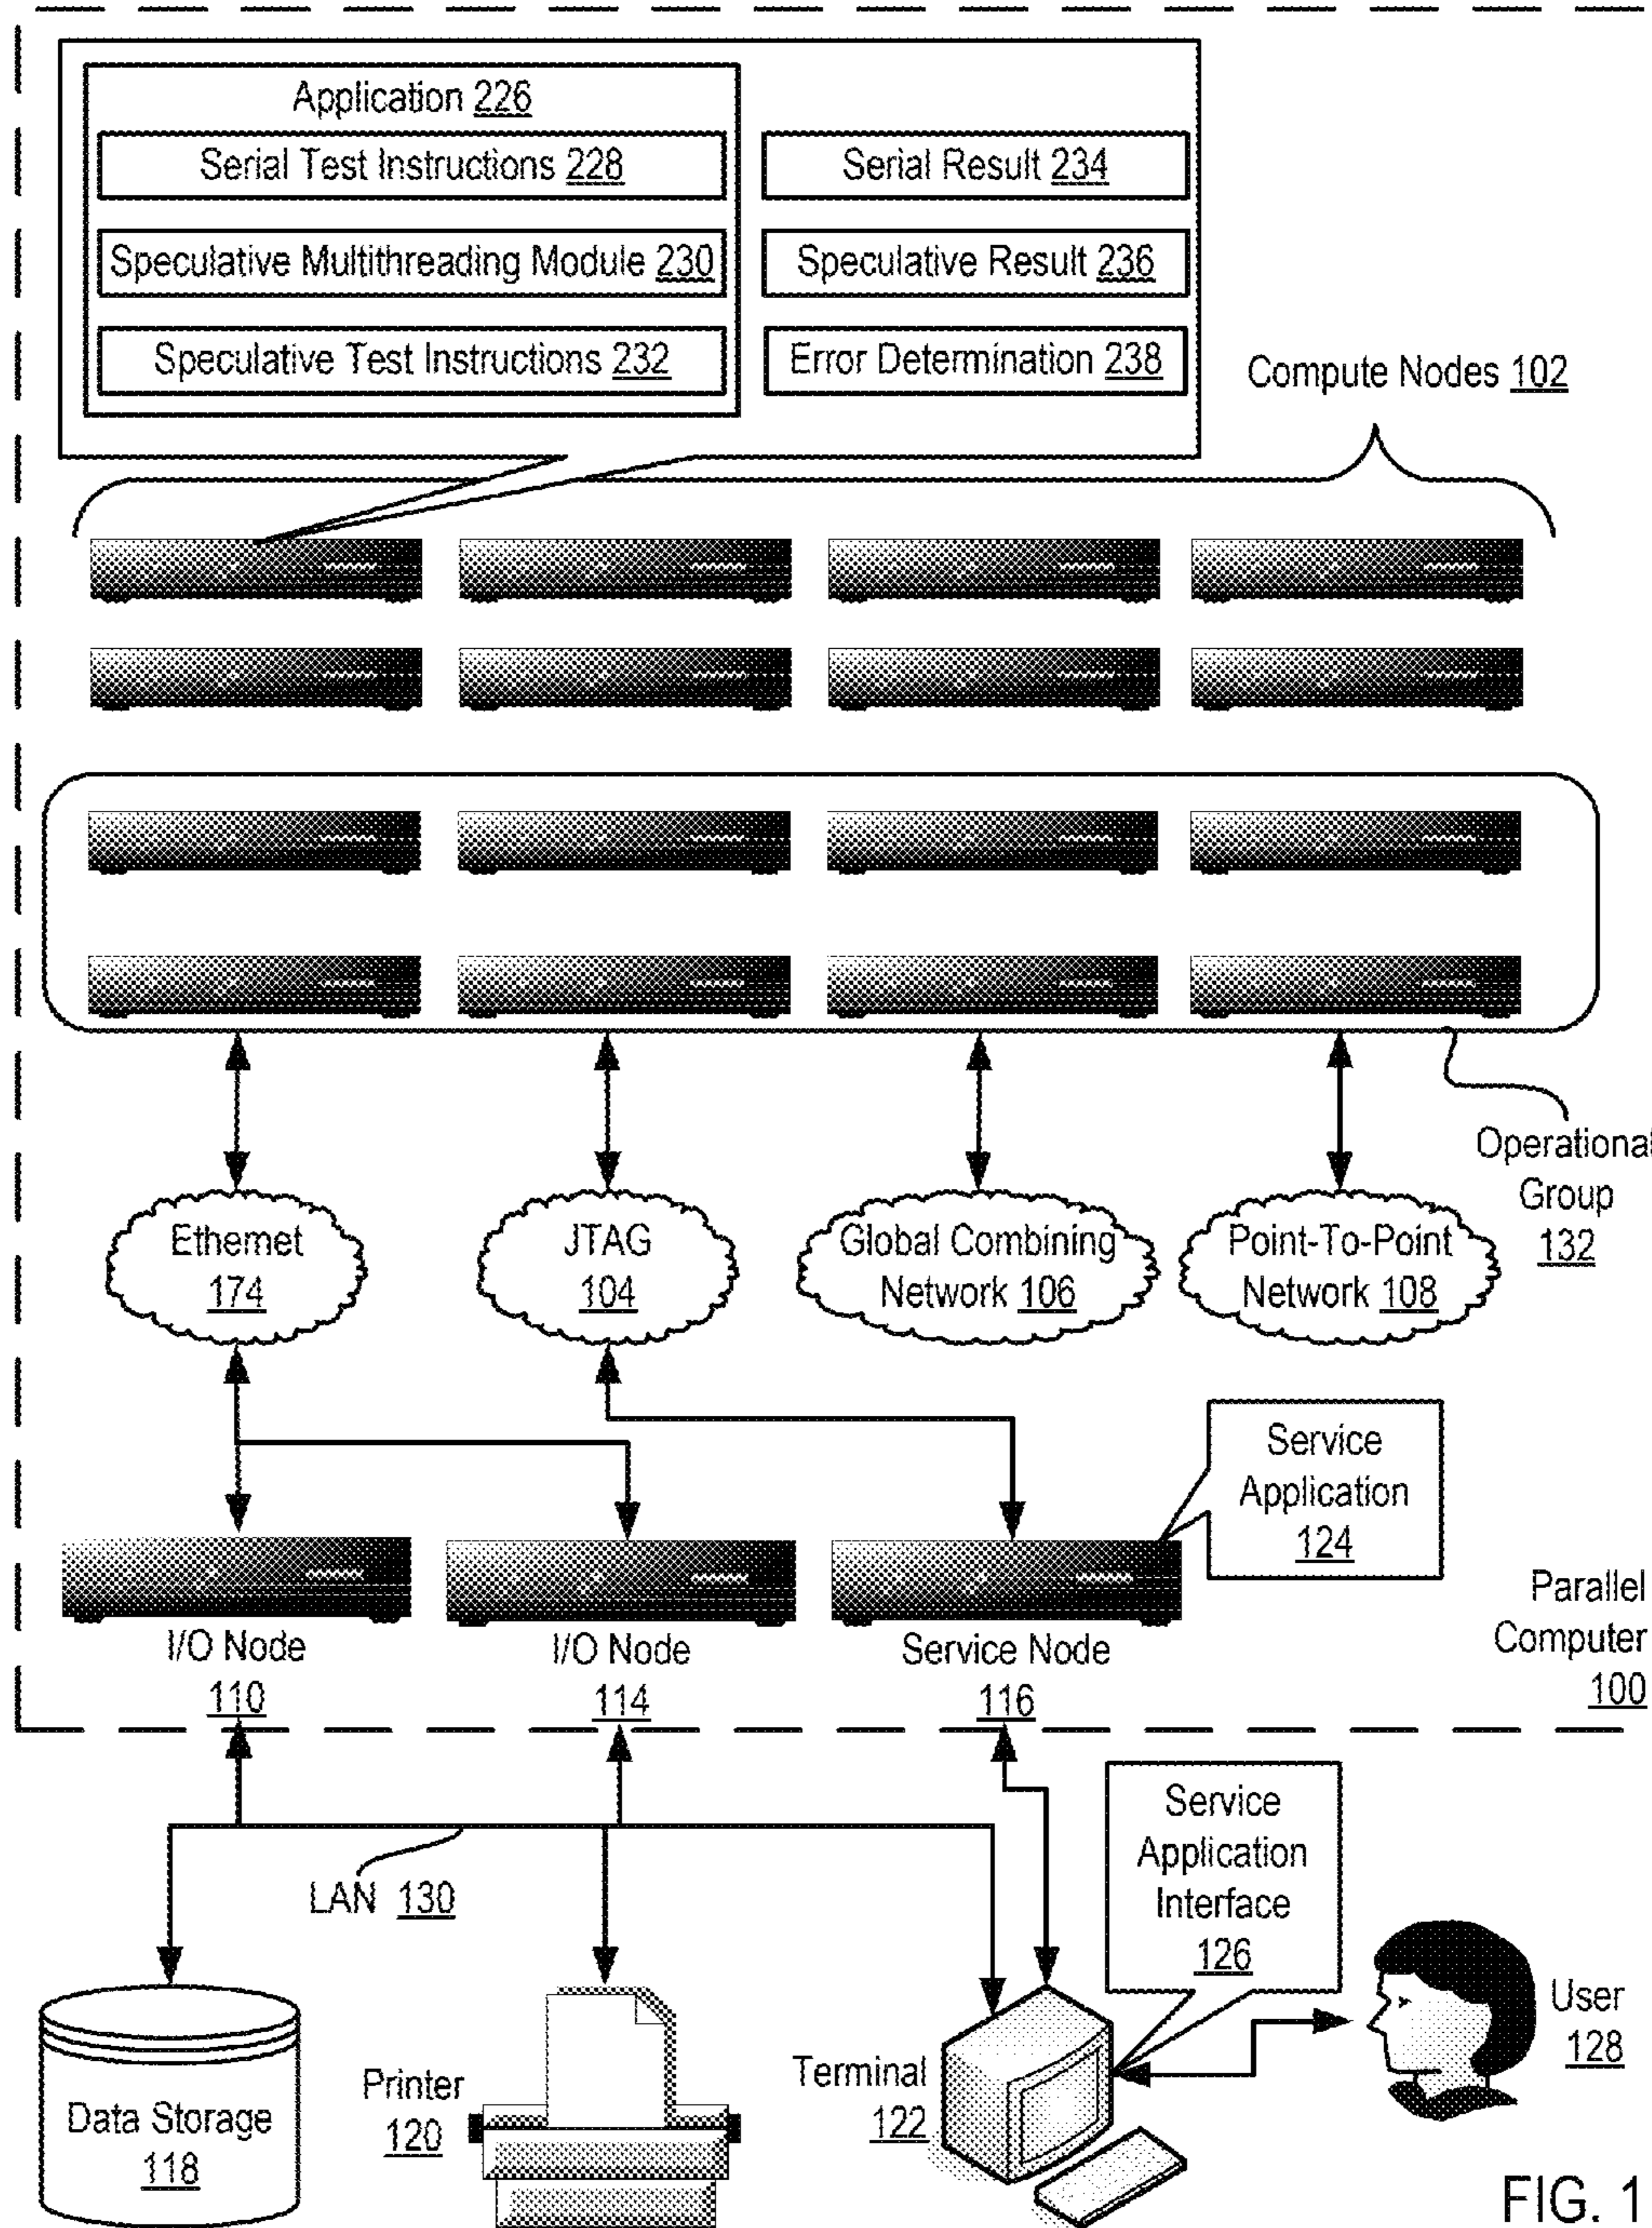 Application 226
Serial Test Instructions 228
Serial Result 234
Speculative Multithreading Module 230
Speculative Result 236
Speculative Test Instructions 232
Error Determination 238
Compute Nodes 102
Operational
Group
132
Ethernet
174
JTAG
104
Global Combining
Network 106
Point-To-Point
Network 108
Service
Application
124
I/O Node
110
I/O Node
114
Service Node
116
Parallel
Computer
100
LAN 130
Service
Application
Interface
126
Data Storage
118
Printer
120
Terminal
122
User
128
FIG. 1